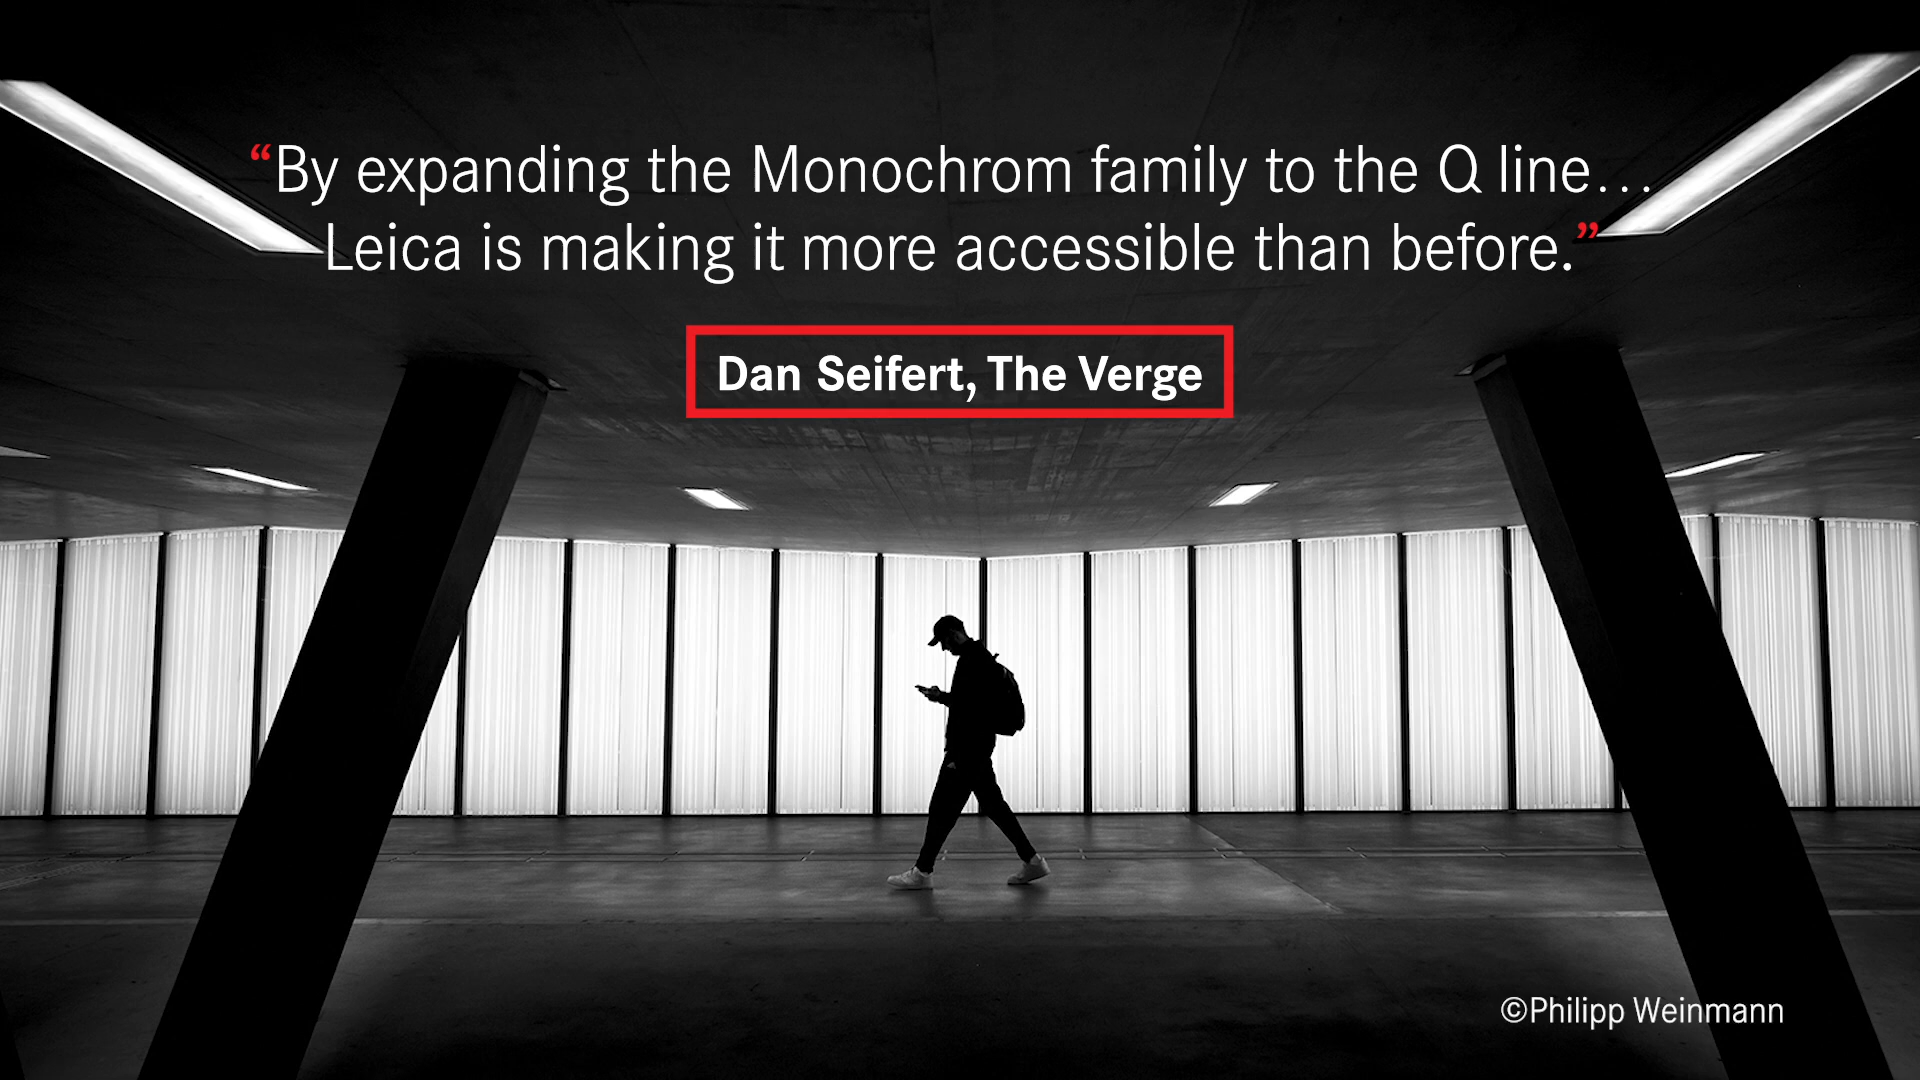 “By expanding the Monochrom family to the Q line...
Leica is making it more accessible than before.”
Dan Seifert, The Verge
©Philipp Weinmann